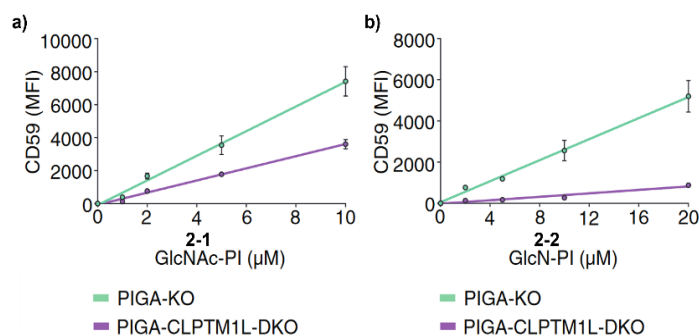 a)
10000
8000
6000
4000
2000
0
CD59 (MFI)
0 2 4 6 8 10
2-1
GlcNAc-PI (µM)
PIGA-KO
PIGA-CLPTM1L-DKO
b)
8000
6000
4000
2000
0
CD59 (MFI)
0 4 8 12 16 20
2-2
GlcN-PI (µM)
PIGA-KO
PIGA-CLPTM1L-DKO